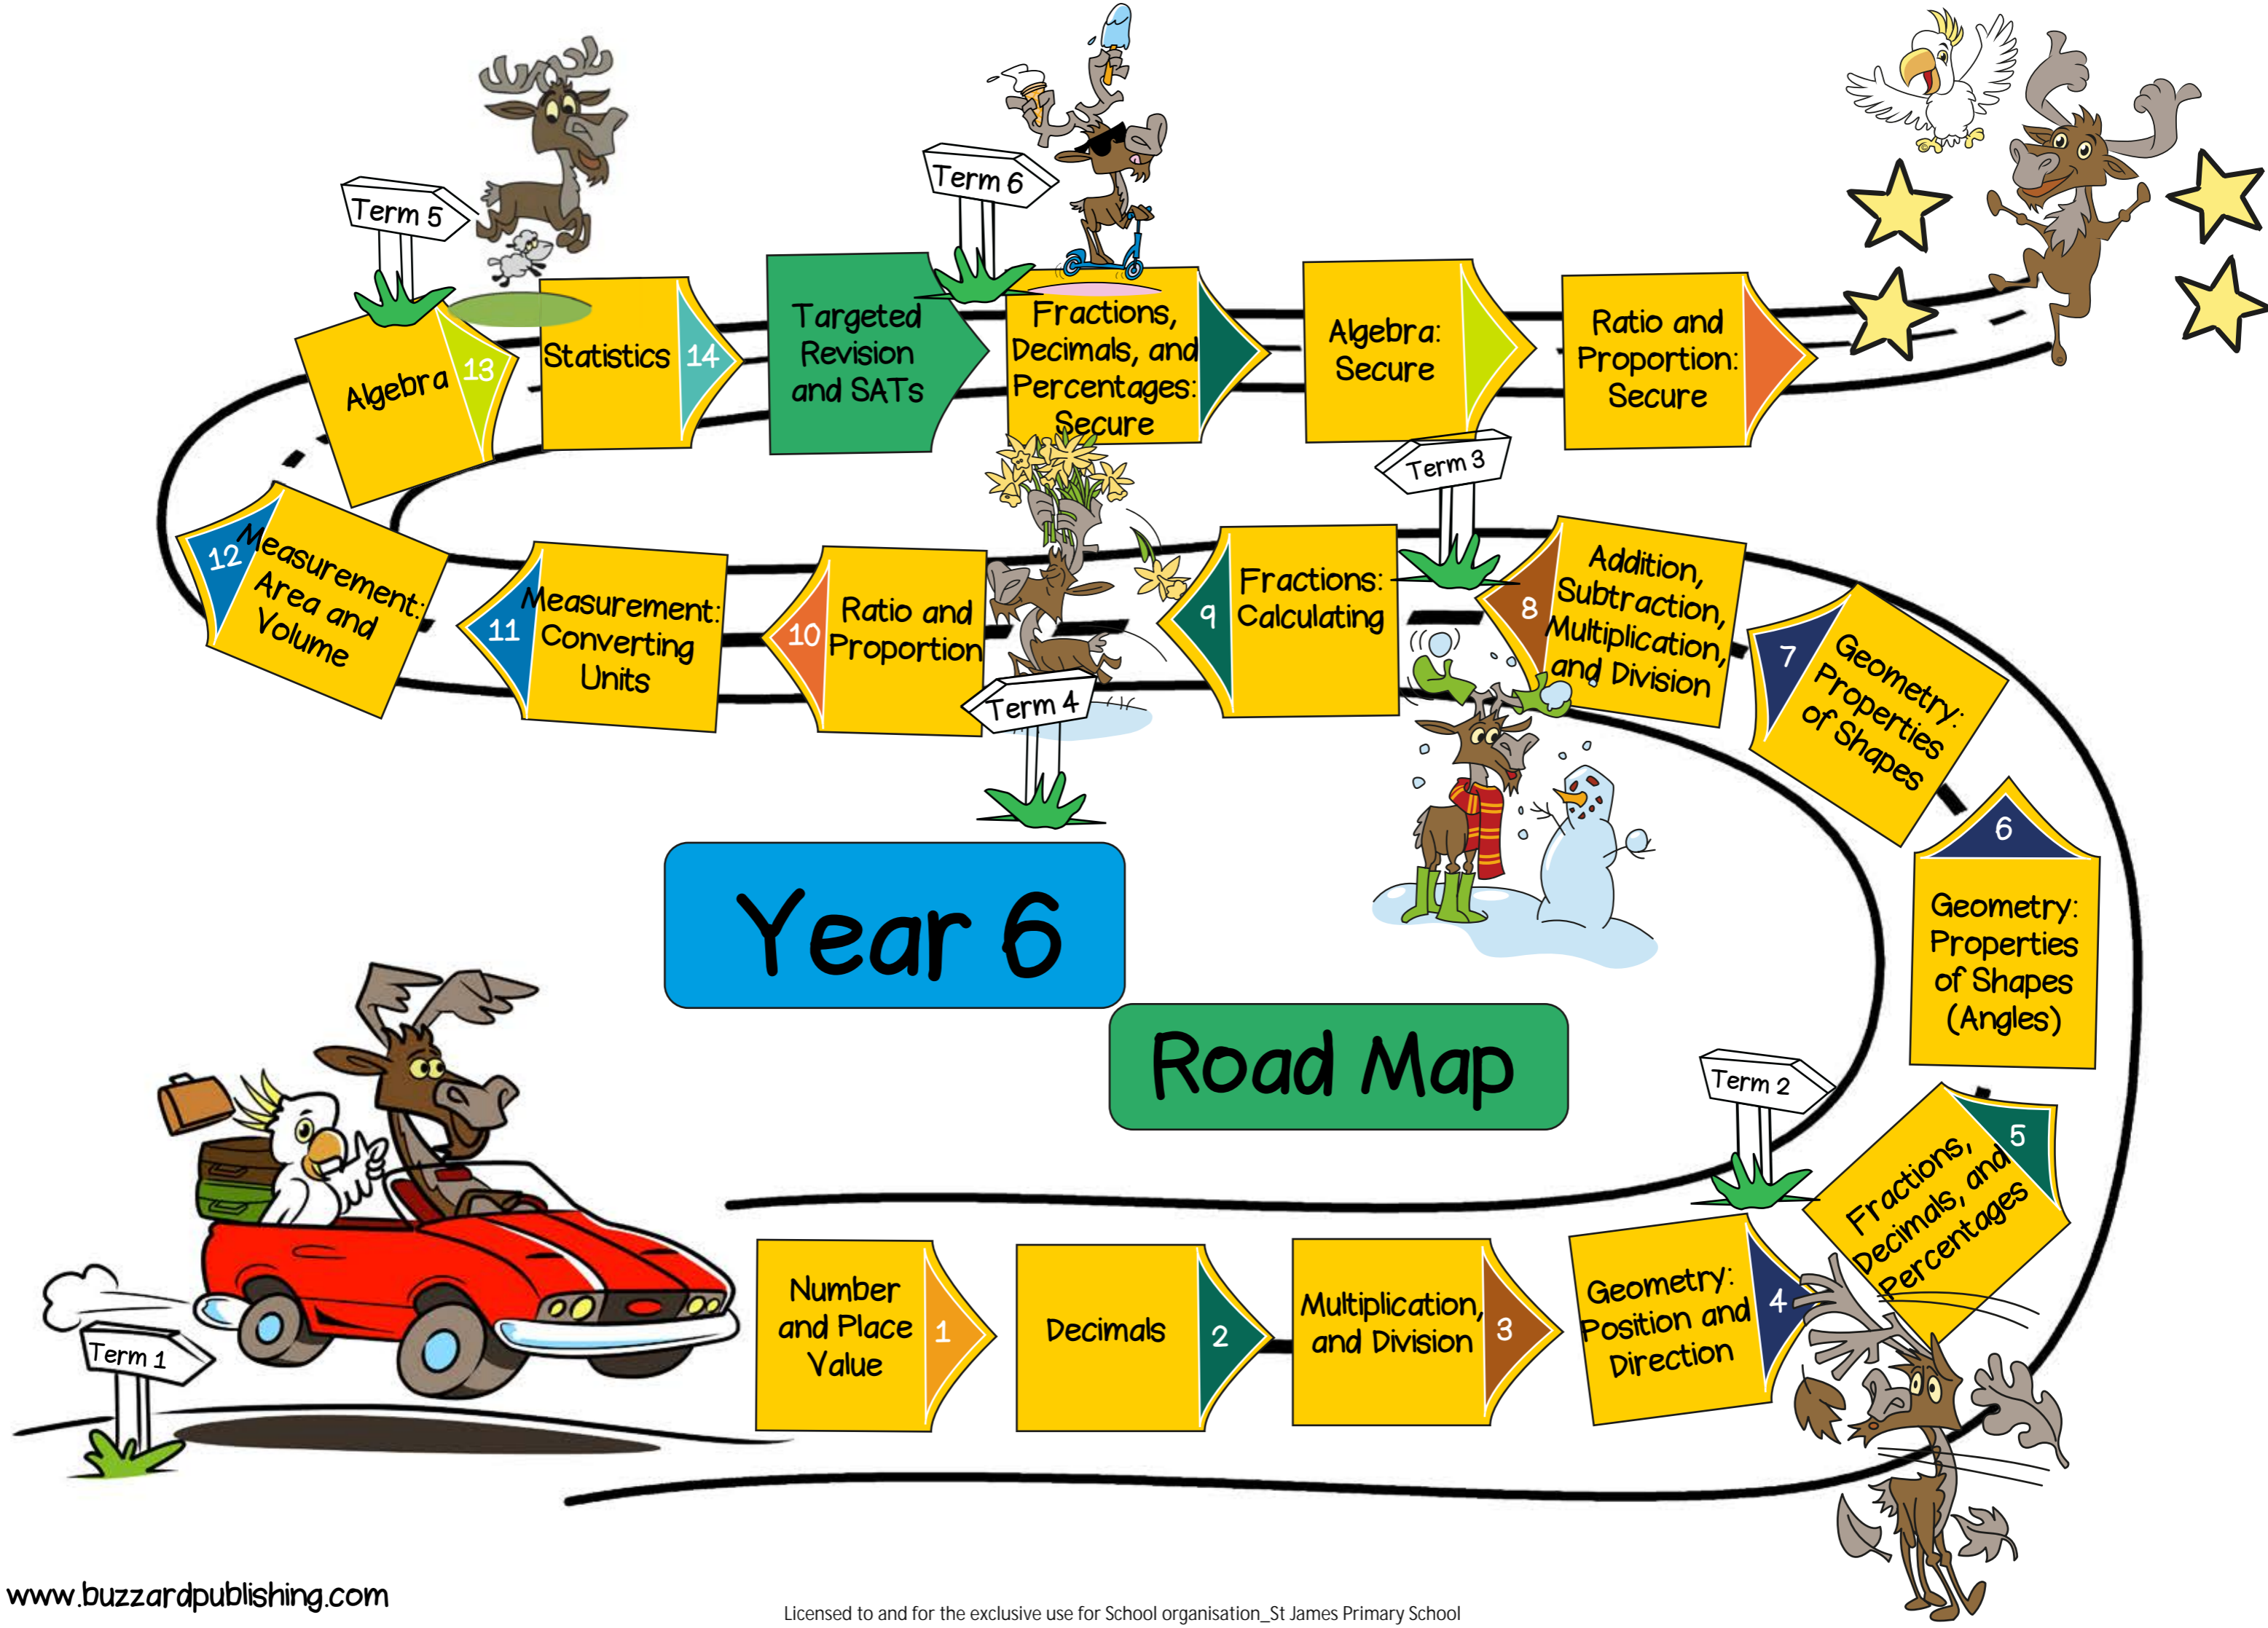 Year 6
Road Map
Term 1
Number
and Place
Value
1
Decimals
2
Multiplication,
and Division
3
Geometry:
Position and
Direction
4
Term 2
Fractions,
Decimals, and
Percentages
5
Geometry:
Properties
of Shapes
(Angles)
6
Geometry:
Properties
of Shapes
7
Addition,
Subtraction,
Multiplication,
and Division
8
Term 3
Fractions:
Calculating
9
Term 4
Ratio and
Proportion
10
Measurement:
Converting
Units
11
Measurement:
Area and
Volume
12
Term 5
Algebra
13
Statistics
14
Targeted
Revision
and SATs
Term 6
Fractions,
Decimals, and
Percentages:
Secure
Algebra:
Secure
Ratio and
Proportion:
Secure
www.buzzardpublishing.com
Licensed to and for the exclusive use for School organisation_St James Primary School